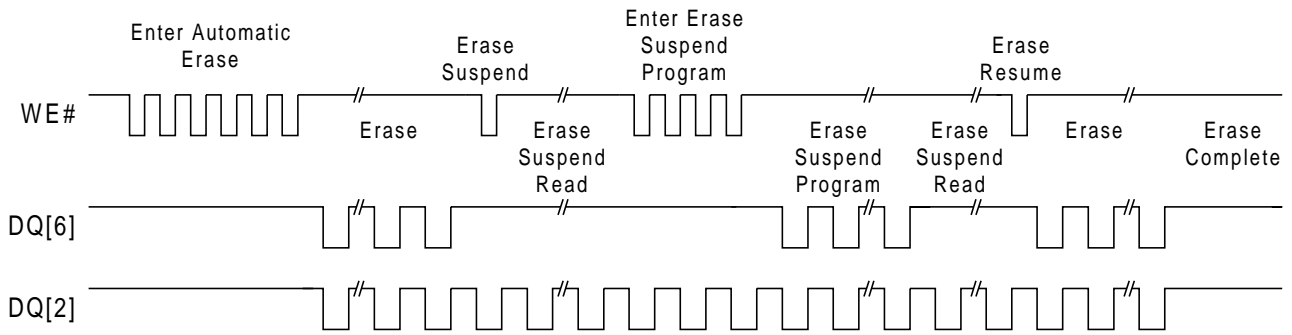 Enter Automatic
Erase
Erase
Suspend
Enter Erase
Suspend
Program
Erase
Resume
WE#
Erase
Erase
Suspend
Read
Erase
Suspend
Program
Erase
Suspend
Read
Erase
Erase
Complete
DQ[6]
DQ[2]